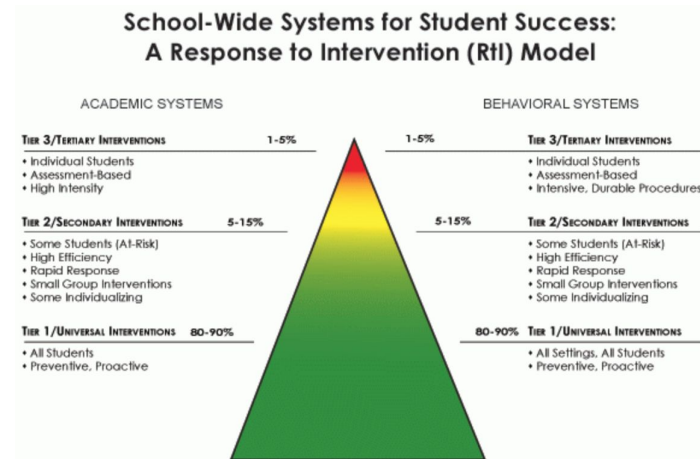 School-Wide Systems for Student Success:
A Response to Intervention (RtI) Model
ACADEMIC SYSTEMS
TIER 3/TERTIARY INTERVENTIONS 1-5%
• Individual Students
• Assessment-Based
• High Intensity
TIER 2/SECONDARY INTERVENTIONS 5-15%
• Some Students (At-Risk)
• High Efficiency
• Rapid Response
• Small Group Interventions
• Some Individualizing
TIER 1/UNIVERSAL INTERVENTIONS 80-90%
• All Students
• Preventive, Proactive
BEHAVIORAL SYSTEMS
1-5% TIER 3/TERTIARY INTERVENTIONS
• Individual Students
• Assessment-Based
• Intensive, Durable Procedures
5-15% TIER 2/SECONDARY INTERVENTIONS
• Some Students (At-Risk)
• High Efficiency
• Rapid Response
• Small Group Interventions
• Some Individualizing
80-90% TIER 1/UNIVERSAL INTERVENTIONS
• All Settings, All Students
• Preventive, Proactive